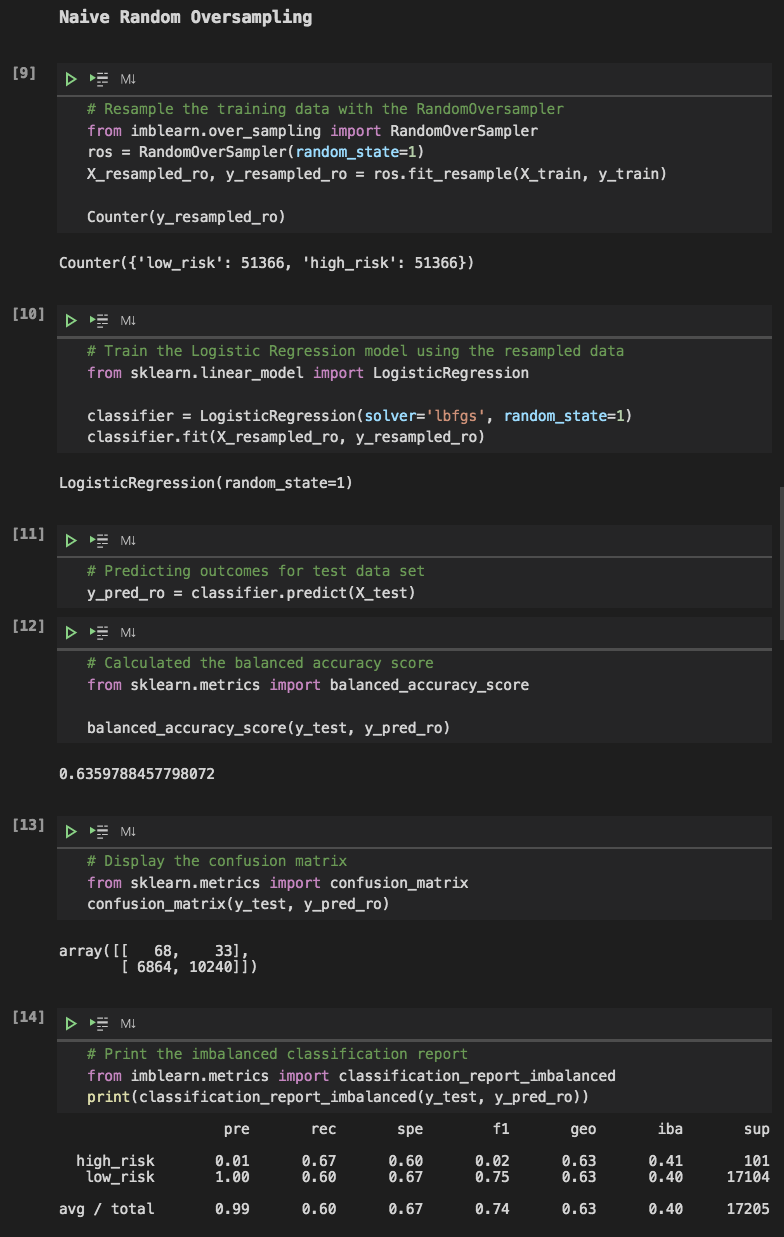 Naive Random Oversampling
[9]
M↓
# Resample the training data with the RandomOversampler
from imblearn.over_sampling import RandomOverSampler
ros = RandomOverSampler(random_state=1)
X_resampled_ro, y_resampled_ro = ros.fit_resample(X_train, y_train)
Counter(y_resampled_ro)
Counter({'low_risk': 51366, 'high_risk': 51366})
[10]
M↓
# Train the Logistic Regression model using the resampled data
from sklearn.linear_model import LogisticRegression
classifier = LogisticRegression(solver='lbfgs', random_state=1)
classifier.fit(X_resampled_ro, y_resampled_ro)
LogisticRegression(random_state=1)
[11]
M↓
# Predicting outcomes for test data set
y_pred_ro = classifier.predict(X_test)
[12]
M↓
# Calculated the balanced accuracy score
from sklearn.metrics import balanced_accuracy_score
balanced_accuracy_score(y_test, y_pred_ro)
0.6359788457798072
[13]
M↓
# Display the confusion matrix
from sklearn.metrics import confusion_matrix
confusion_matrix(y_test, y_pred_ro)
array([[   68,    33],
       [ 6864, 10240]])
[14]
M↓
# Print the imbalanced classification report
from imblearn.metrics import classification_report_imbalanced
print(classification_report_imbalanced(y_test, y_pred_ro))
pre rec spe f1 geo iba sup
high_risk 0.01 0.67 0.60 0.02 0.63 0.41 101
low_risk 1.00 0.60 0.67 0.75 0.63 0.40 17104
avg / total 0.99 0.60 0.67 0.74 0.63 0.40 17205